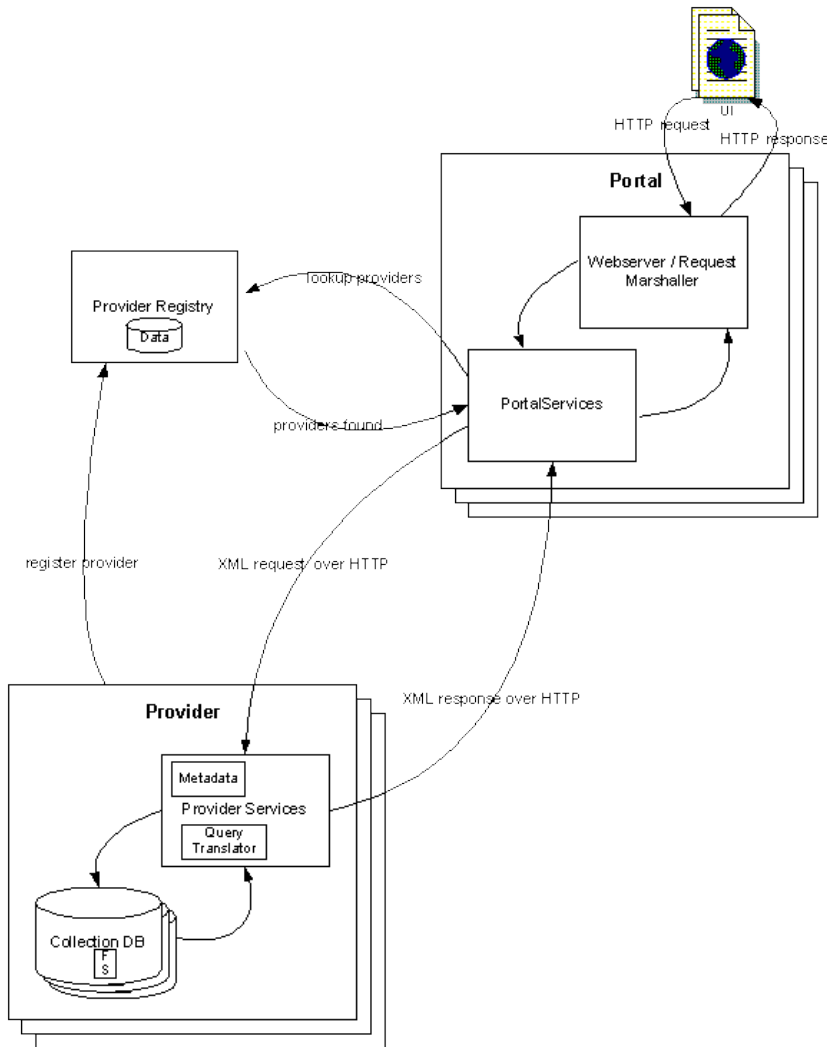 UI
HTTP request
HTTP response
Portal
Webserver / Request
Marshaller
lookup providers
Provider Registry
Data
PortalServices
providers found
register provider
XML request over HTTP
XML response over HTTP
Provider
Metadata
Provider Services
Query
Translator
Collection DB
F
S